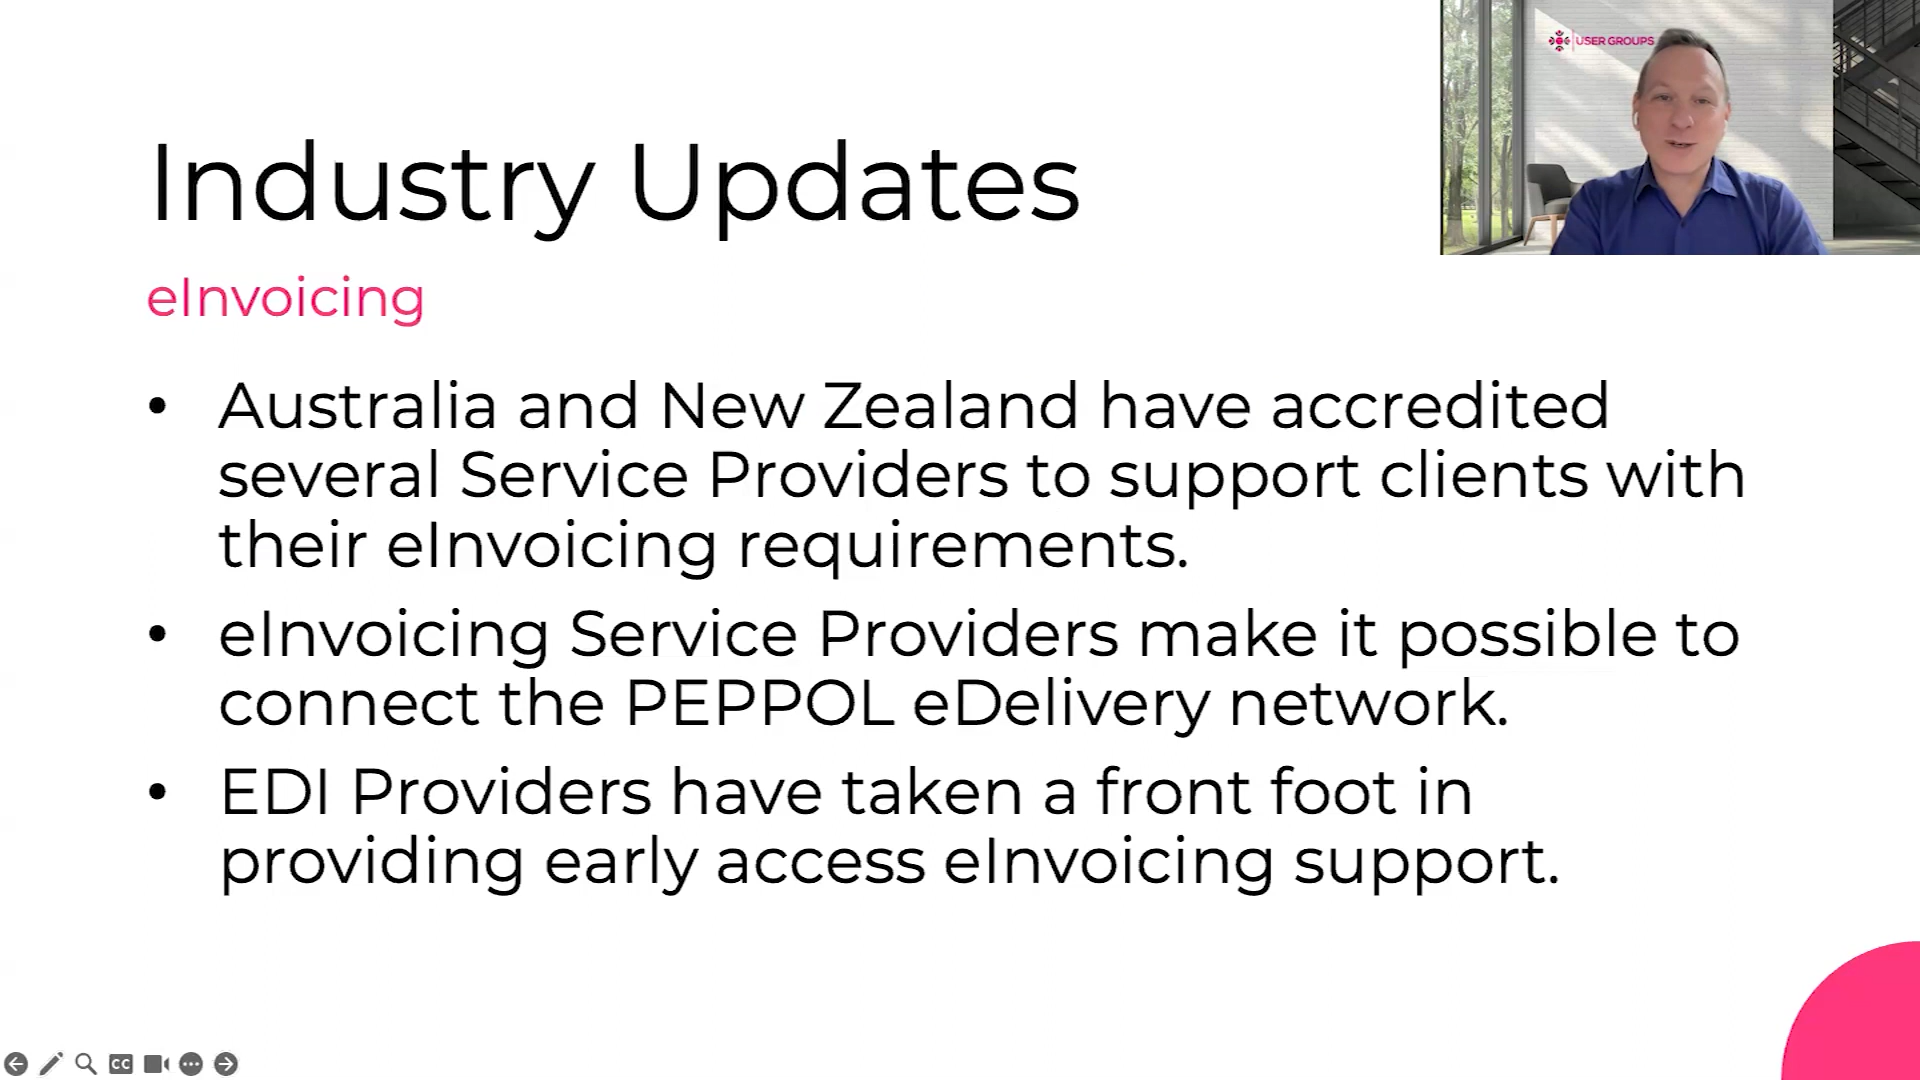 USER GROUPS
Industry Updates
eInvoicing
• Australia and New Zealand have accredited
several Service Providers to support clients with
their eInvoicing requirements.
• eInvoicing Service Providers make it possible to
connect the PEPPOL eDelivery network.
• EDI Providers have taken a front foot in
providing early access eInvoicing support.
CC